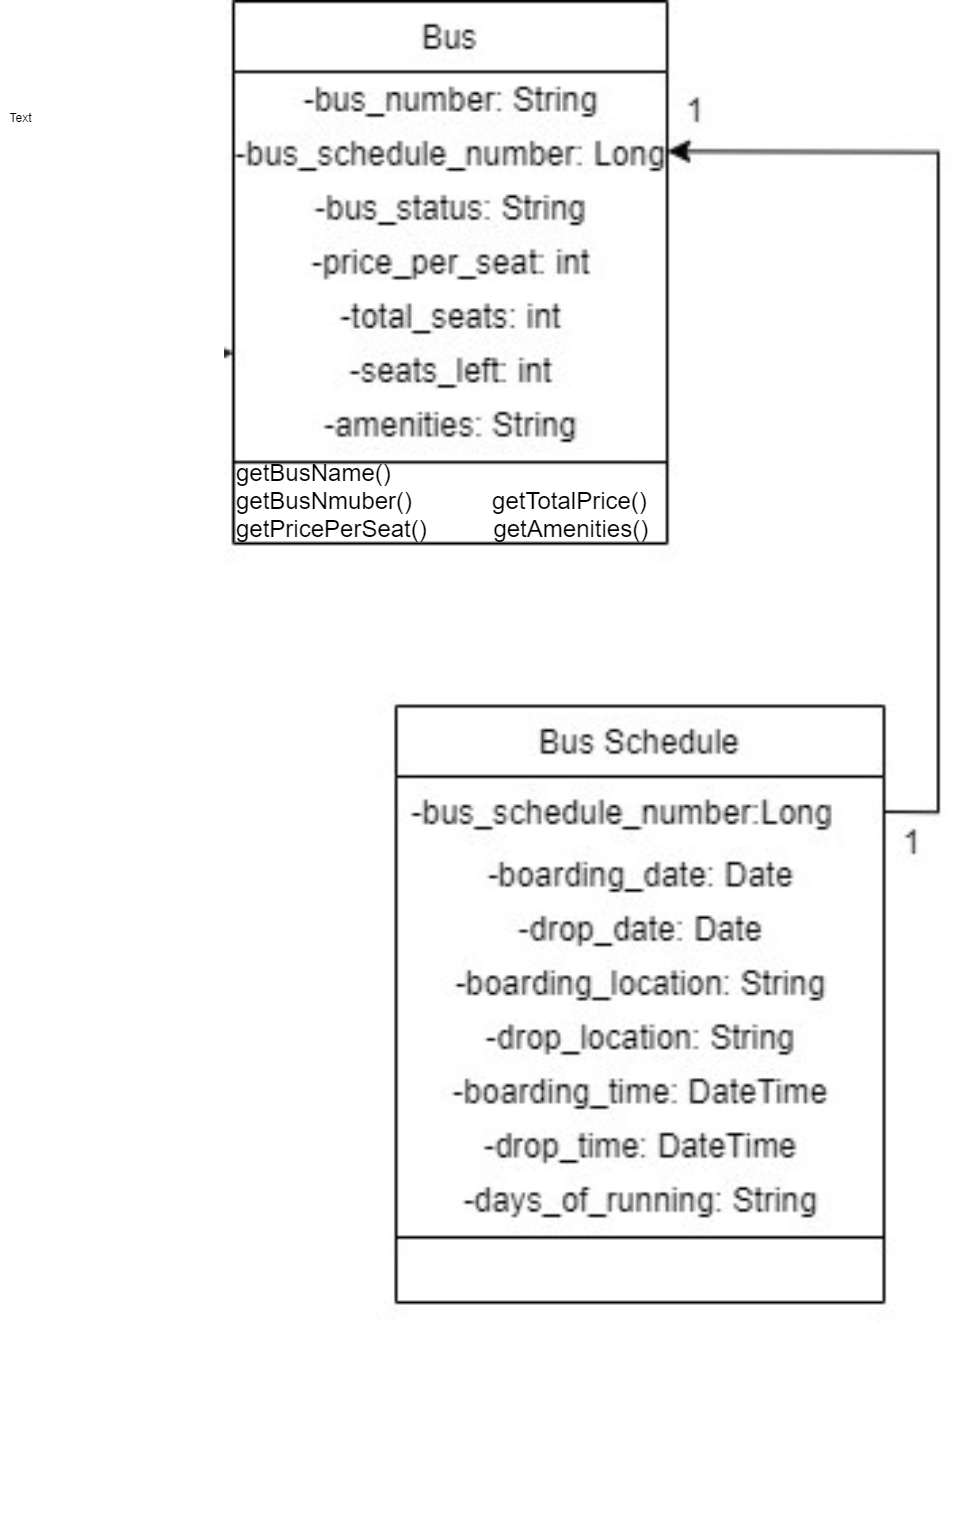 Bus
-bus_number: String
1
Text
-bus_schedule_number: Long
-bus_status: String
-price_per_seat: int
-total_seats: int
-seats_left: int
-amenities: String
getBusName()
getBusNmuber() getTotalPrice()
getPricePerSeat() getAmenities()
Bus Schedule
-bus_schedule_number:Long
1
-boarding_date: Date
-drop_date: Date
-boarding_location: String
-drop_location: String
-boarding_time: DateTime
-drop_time: DateTime
-days_of_running: String